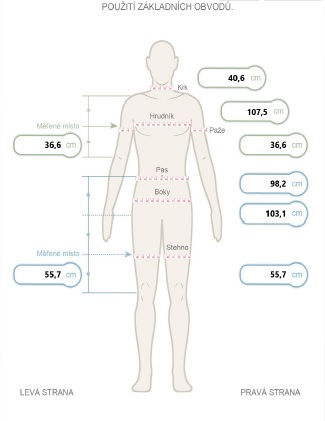 POUŽITÍ ZÁKLADNÍCH OBVODŮ.
40,6 cm
Krk
107,5 cm
Hrudník
Měřené místo
Paže
36,6 cm
36,6 cm
Pas
98,2 cm
Boky
103,1 cm
Stehno
Měřené místo
55,7 cm
55,7 cm
LEVÁ STRANA
PRAVÁ STRANA